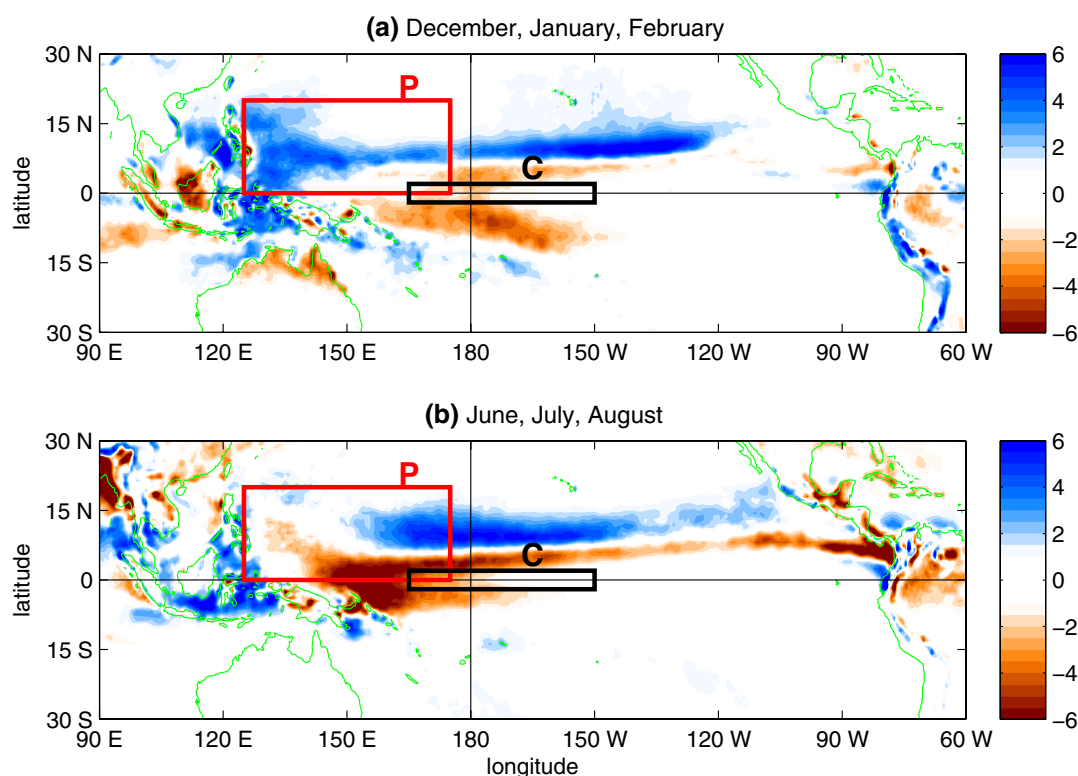 (a) December, January, February
30 N
15 N
0
15 S
30 S
latitude
P
C
90 E 120 E 150 E 180 150 W 120 W 90 W 60 W
6
4
2
0
−2
−4
−6
(b) June, July, August
30 N
15 N
0
15 S
30 S
latitude
P
C
90 E 120 E 150 E 180 150 W 120 W 90 W 60 W
longitude
6
4
2
0
−2
−4
−6